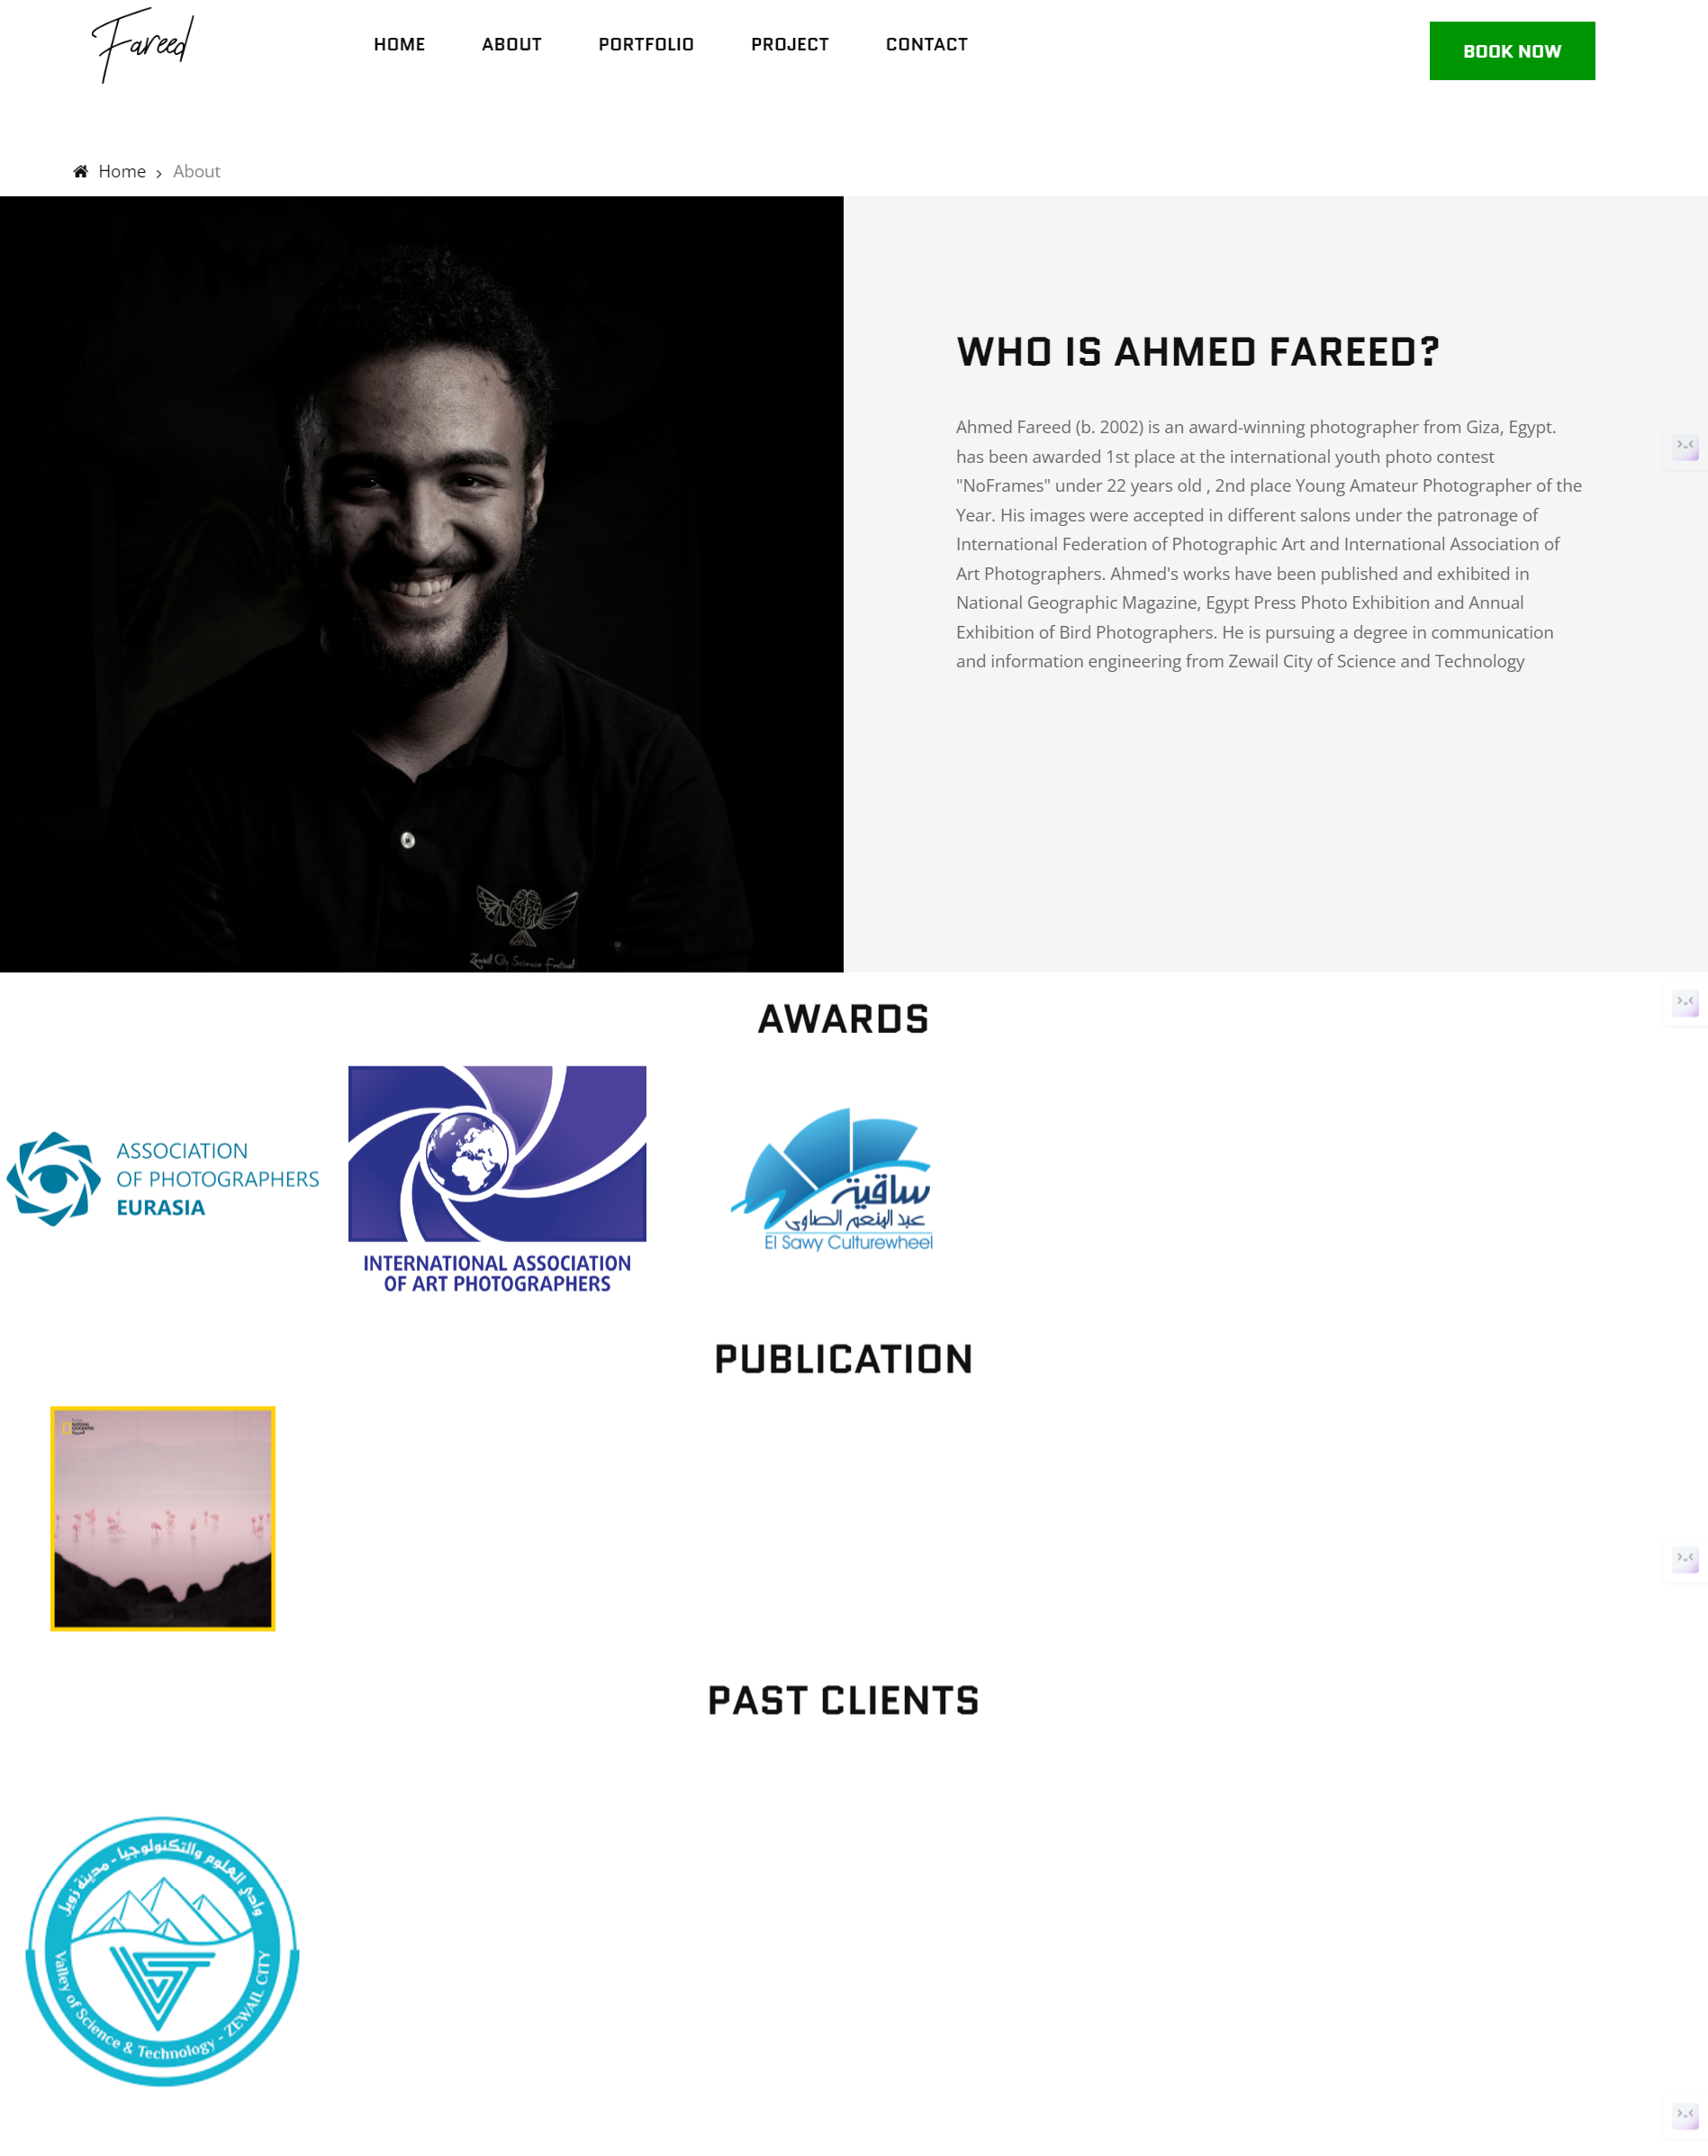 Fareed
HOME ABOUT PORTFOLIO PROJECT CONTACT
BOOK NOW
Home › About
WHO IS AHMED FAREED?
Ahmed Fareed (b. 2002) is an award-winning photographer from Giza, Egypt.
has been awarded 1st place at the international youth photo contest
"NoFrames" under 22 years old , 2nd place Young Amateur Photographer of the
Year. His images were accepted in different salons under the patronage of
International Federation of Photographic Art and International Association of
Art Photographers. Ahmed's works have been published and exhibited in
National Geographic Magazine, Egypt Press Photo Exhibition and Annual
Exhibition of Bird Photographers. He is pursuing a degree in communication
and information engineering from Zewail City of Science and Technology
Zewail City Science Festival
AWARDS
ASSOCIATION
OF PHOTOGRAPHERS
EURASIA
INTERNATIONAL ASSOCIATION
OF ART PHOTOGRAPHERS
ساقية
عبد المنعم الصاوى
El Sawy Culturewheel
PUBLICATION
NATIONAL
GEOGRAPHIC
العربية
PAST CLIENTS
وادي العلوم والتكنولوجيا - مدينة زويل
Valley of Science & Technology - ZEWAIL CITY